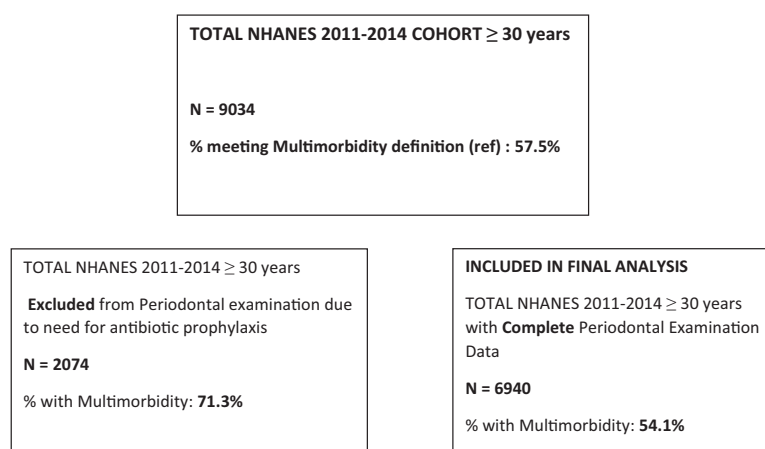 TOTAL NHANES 2011-2014 COHORT ≥ 30 years
N = 9034
% meeting Multimorbidity definition (ref) : 57.5%
TOTAL NHANES 2011-2014 ≥ 30 years
Excluded from Periodontal examination due
to need for antibiotic prophylaxis
N = 2074
% with Multimorbidity: 71.3%
INCLUDED IN FINAL ANALYSIS
TOTAL NHANES 2011-2014 ≥ 30 years
with Complete Periodontal Examination
Data
N = 6940
% with Multimorbidity: 54.1%